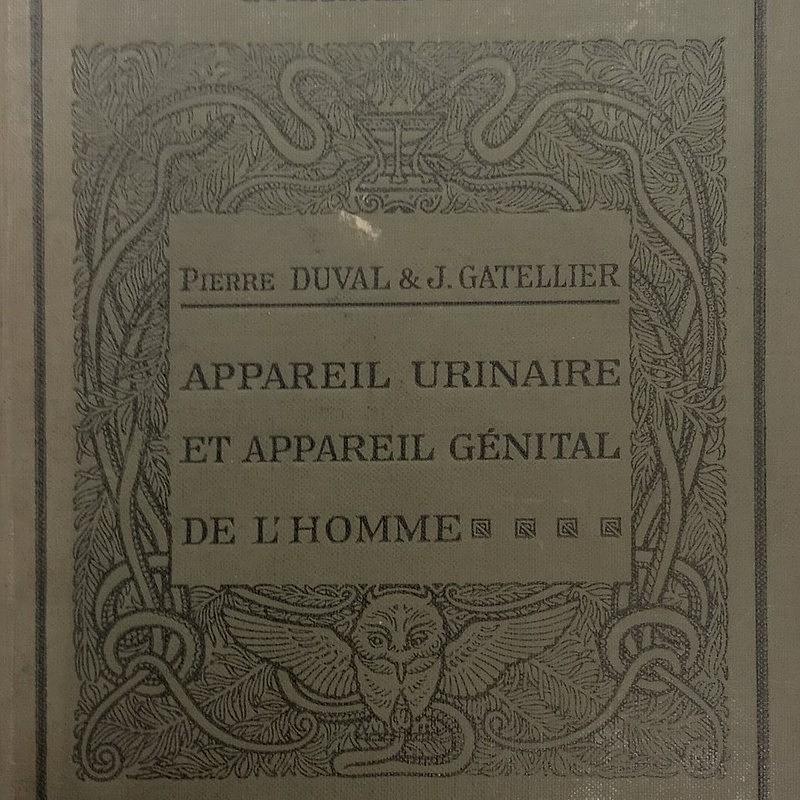 PIERRE DUVAL & J. GATELLIER
APPAREIL URINAIRE
ET APPAREIL GÉNITAL
DE L'HOMME